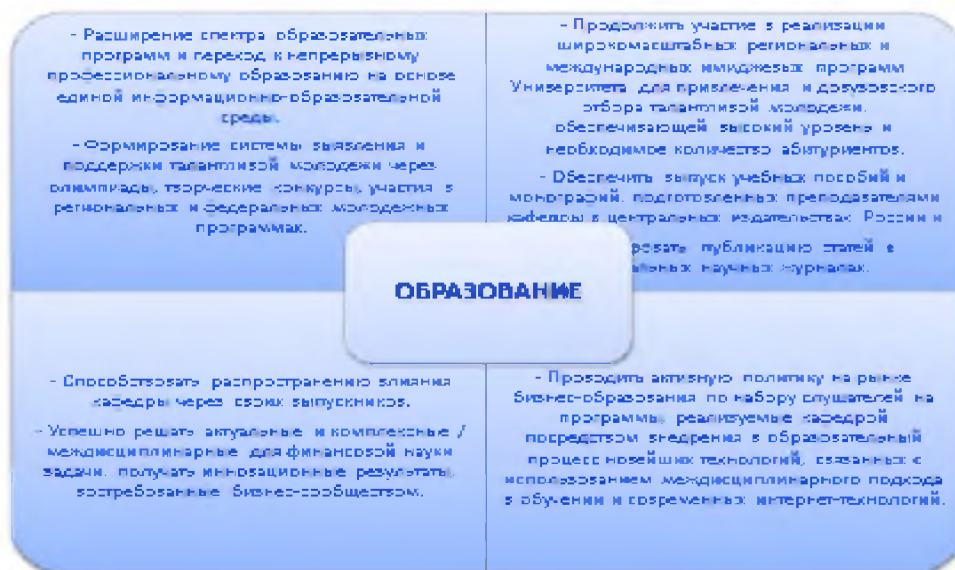 - Расширение спектра образовательных
программ и переход к непрерывному
профессиональному образованию на основе
единой информационно-образовательной
среды.
- Формирование системы выявления и
поддержки талантливой молодежи через
олимпиады, творческие конкурсы, участия в
региональных и федеральных молодежных
программах.
- Продолжить участие в реализации
широкомасштабных региональных и
международных имиджевых программ
Университета для привлечения и довузовского
отбора талантливой молодежи,
обеспечивающей высокий уровень и
необходимое количество абитуриентов.
- Обеспечить выпуск учебных пособий и
монографий, подготовленных преподавателями
кафедры в центральных издательствах России и
публикацию статей в
научных журналах.
ОБРАЗОВАНИЕ
- Способствовать распространению влияния
кафедры через своих выпускников.
- Успешно решать актуальные и комплексные /
междисциплинарные для финансовой науки
задачи, получать инновационные результаты,
востребованные бизнес-сообществом.
- Проводить активную политику на рынке
бизнес-образования по набору слушателей на
программы, реализуемые кафедрой
посредством внедрения в образовательный
процесс новейших технологий, связанных с
использованием междисциплинарного подхода
в обучении и современных интернет-технологий.